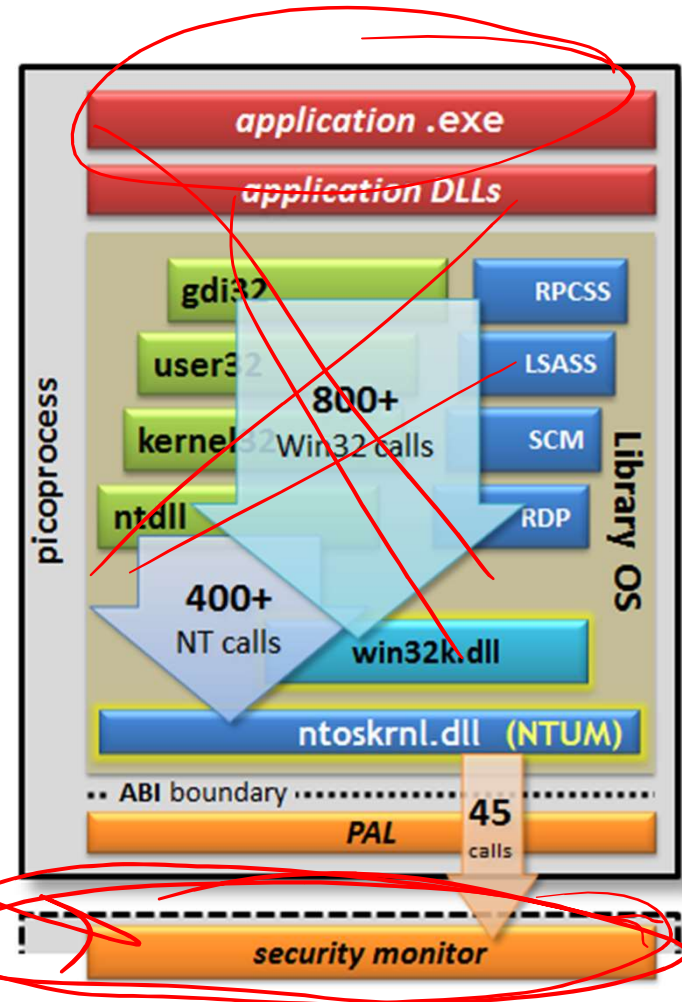 application .exe
application DLLs
gdi32
RPCSS
user32
LSASS
800+
Win32 calls
kernel32
SCM
ntdll
RDP
picoprocess
Library OS
400+
NT calls
win32k.dll
ntoskrnl.dll (NTUM)
ABI boundary
45
calls
PAL
security monitor